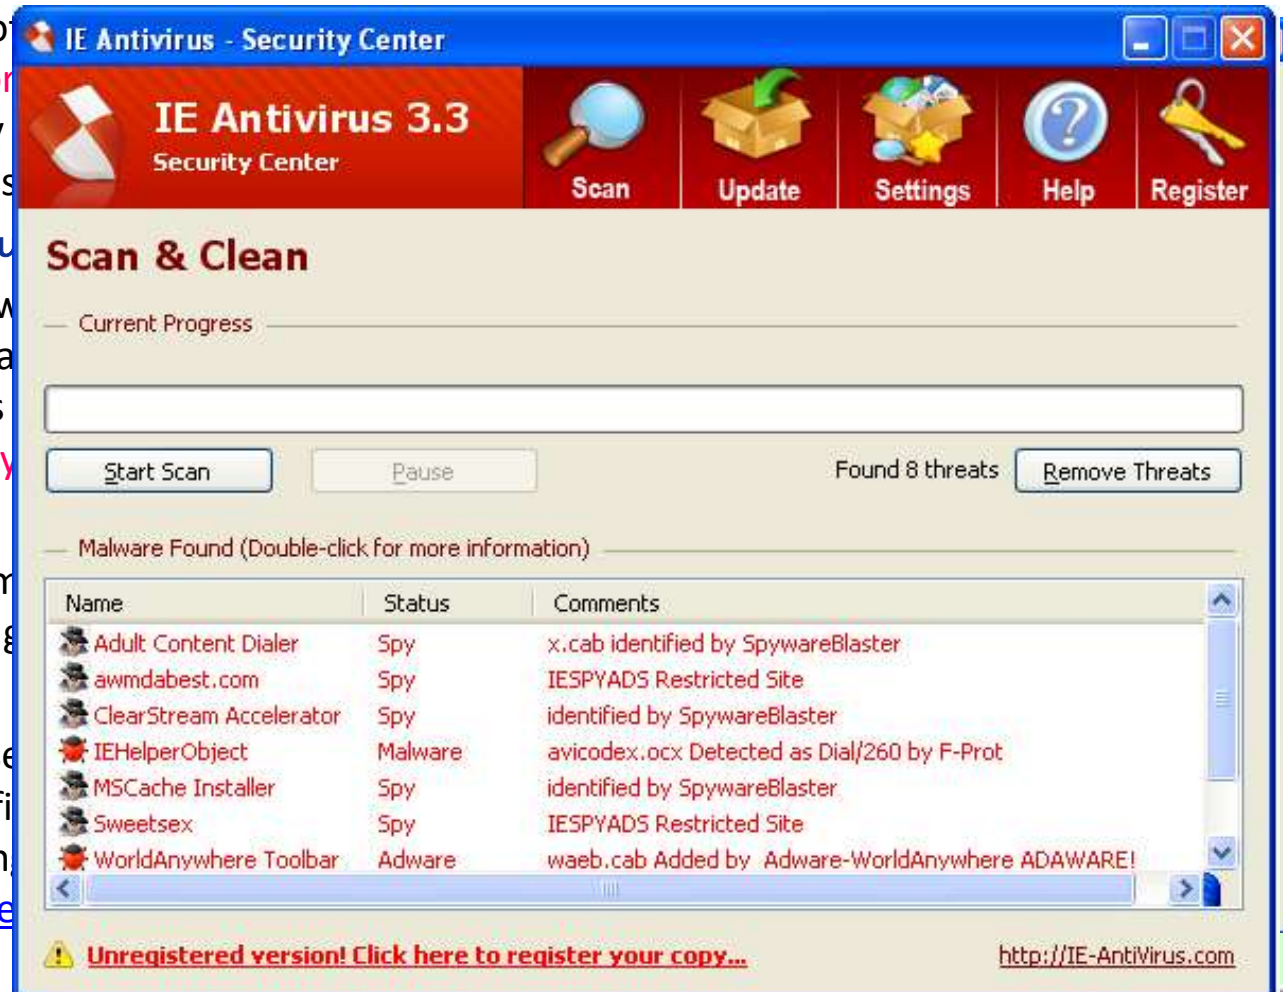 IE Antivirus - Security Center
IE Antivirus 3.3
Security Center
Scan
Update
Settings
Help
Register
Scan & Clean
Current Progress
Start Scan
Pause
Found 8 threats
Remove Threats
Malware Found (Double-click for more information)
Name Status Comments
Adult Content Dialer Spy x.cab identified by SpywareBlaster
awmdabest.com Spy IESPYADS Restricted Site
ClearStream Accelerator Spy identified by SpywareBlaster
IEHelperObject Malware avicodex.ocx Detected as Dial/260 by F-Prot
MSCache Installer Spy identified by SpywareBlaster
Sweetsex Spy IESPYADS Restricted Site
WorldAnywhere Toolbar Adware waeb.cab Added by Adware-WorldAnywhere ADAWARE!
Unregistered version! Click here to register your copy...
http://IE-AntiVirus.com